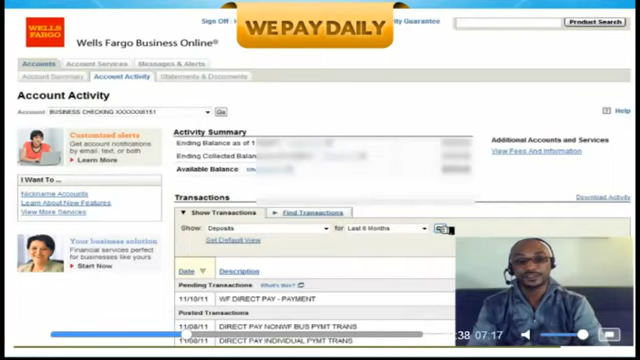 WE PAY DAILY
Sign Off
Security Guarantee
Product Search
WELLS
FARGO
Wells Fargo Business Online®
Accounts Account Services Messages & Alerts
Account Summary Account Activity Statements & Documents
Account Activity
Help
Account: BUSINESS CHECKING XXXXXX6151 Go
Customized alerts
Get account notifications
by email, text, or both
Learn More
I Want To ...
Nickname Accounts
Learn About New Features
View More Services
Your business solution
Financial services perfect
for businesses like yours
Start Now
Activity Summary
Ending Balance as of 1
Ending Collected Balan
Available Balance
Additional Accounts and Services
View Fees and Information
Transactions
Download Activity
Show Transactions Find Transactions
Show: Deposits for Last 6 Months
Get Default View
Date Description
Pending Transactions What's this?
11/10/11 WF DIRECT PAY - PAYMENT
Posted Transactions
11/08/11 DIRECT PAY NONWF BUS PYMT TRANS
11/08/11 DIRECT PAY INDIVIDUAL PYMT TRANS
:38 07:17